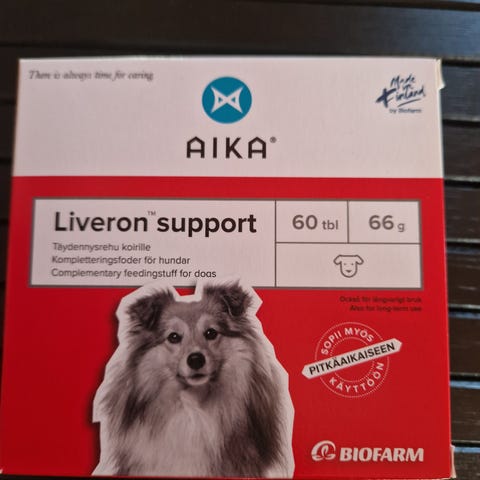 There is always time for caring
Made
in
Finland
by Biofarm
AIKA®
Liveron™ support
60 tbl
66 g
Täydennysrehu koirille
Kompletteringsfoder för hundar
Complementary feedingstuff for dogs
Också för långvarigt bruk
Also for long-term use
SOPII MYÖS
PITKÄAIKAISEEN
KÄYTTÖÖN
BIOFARM